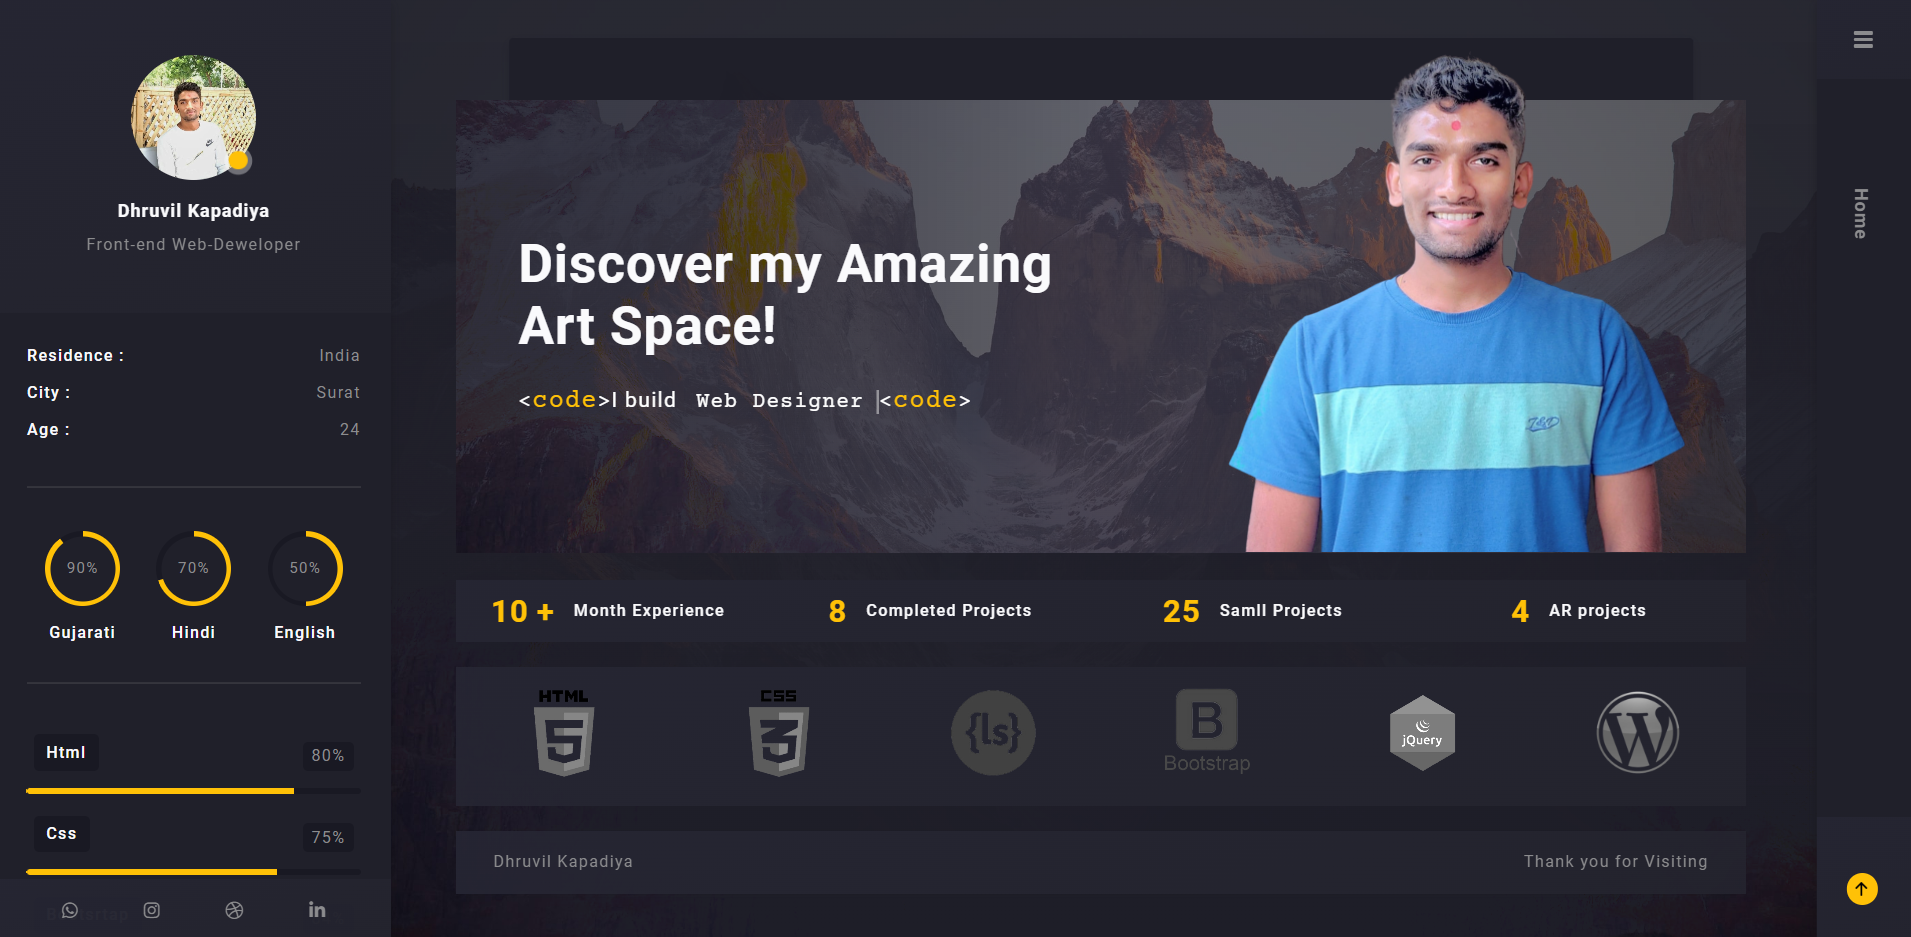 Dhruvil Kapadiya
Front-end Web-Deweloper
Residence :
India
City :
Surat
Age :
24
90%
70%
50%
Gujarati
Hindi
English
Html
80%
Css
75%
Discover my Amazing
Art Space!
<code>I build Web Designer |<code>
10 + Month Experience
8 Completed Projects
25 Samll Projects
4 AR projects
HTML
5
CSS
3
{ls}
B
Bootstrap
jQuery
W
Dhruvil Kapadiya
Thank you for Visiting
in
Home